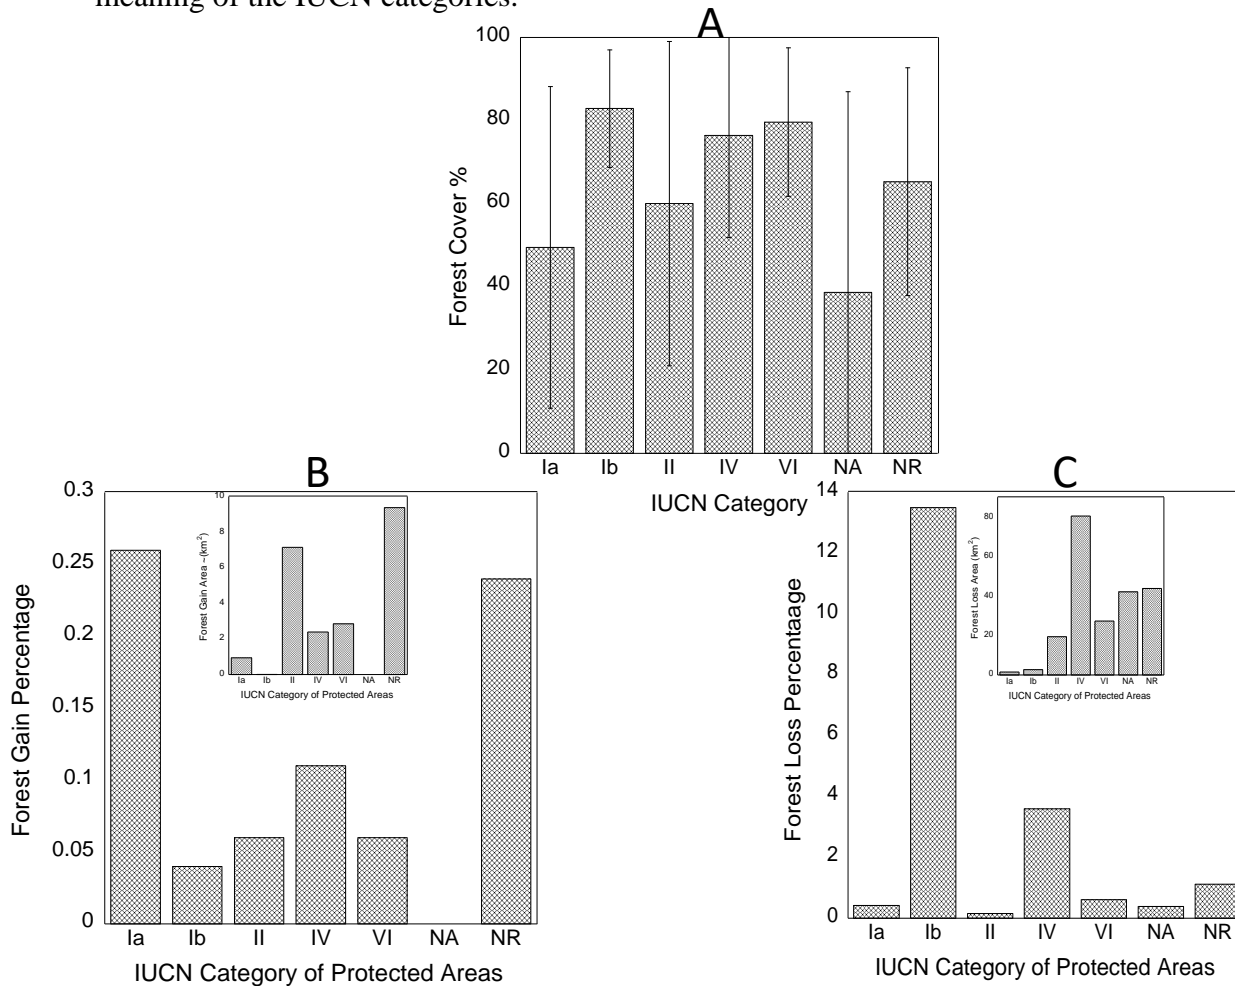 meaning of the IUCN categories.
A
100
80
60
40
20
0
Forest Cover %
Ia Ib II IV VI NA NR
IUCN Category
B
0.3
0.25
0.2
0.15
0.1
0.05
0
Forest Gain Percentage
Ia Ib II IV VI NA NR
IUCN Category of Protected Areas
10
8
6
4
2
0
Forest Gain Area ~(km²)
Ia Ib II IV VI NA NR
IUCN Category of Protected Areas
C
14
12
10
8
6
4
2
0
Forest Loss Percentaage
Ia Ib II IV VI NA NR
IUCN Category of Protected Areas
80
60
40
20
0
Forest Loss Area (km²)
Ia Ib II IV VI NA NR
IUCN Category of Protected Areas